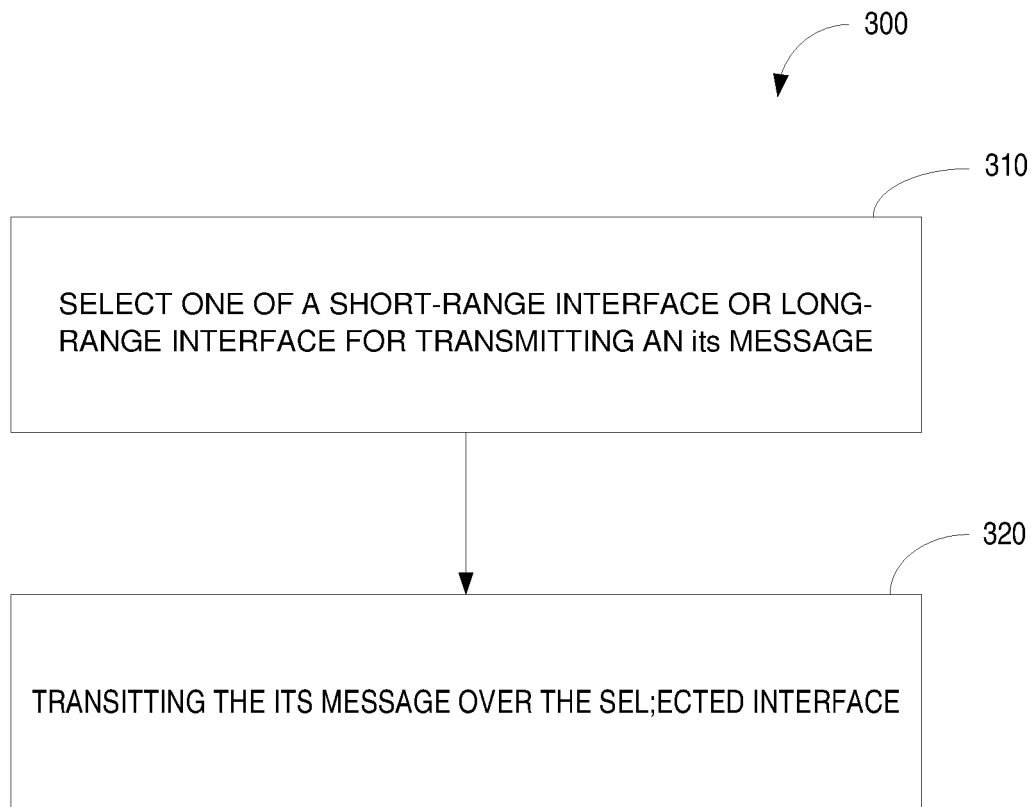 300
310
SELECT ONE OF A SHORT-RANGE INTERFACE OR LONG-
RANGE INTERFACE FOR TRANSMITTING AN its MESSAGE
320
TRANSITTING THE ITS MESSAGE OVER THE SEL;ECTED INTERFACE